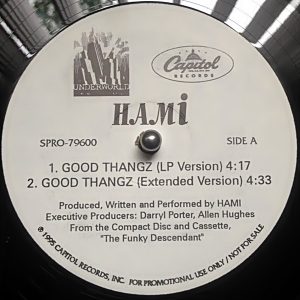 UNDERWORLD
Capitol
RECORDS
HAMi
SPRO-79600
SIDE A
1. GOOD THANGZ (LP Version) 4:17
2. GOOD THANGZ (Extended Version) 4:33
Produced, Written and Performed by HAMI
Executive Producers: Darryl Porter, Allen Hughes
From the Compact Disc and Cassette,
"The Funky Descendant"
℗ 1995 CAPITOL RECORDS, INC. FOR PROMOTIONAL USE ONLY / NOT FOR SALE